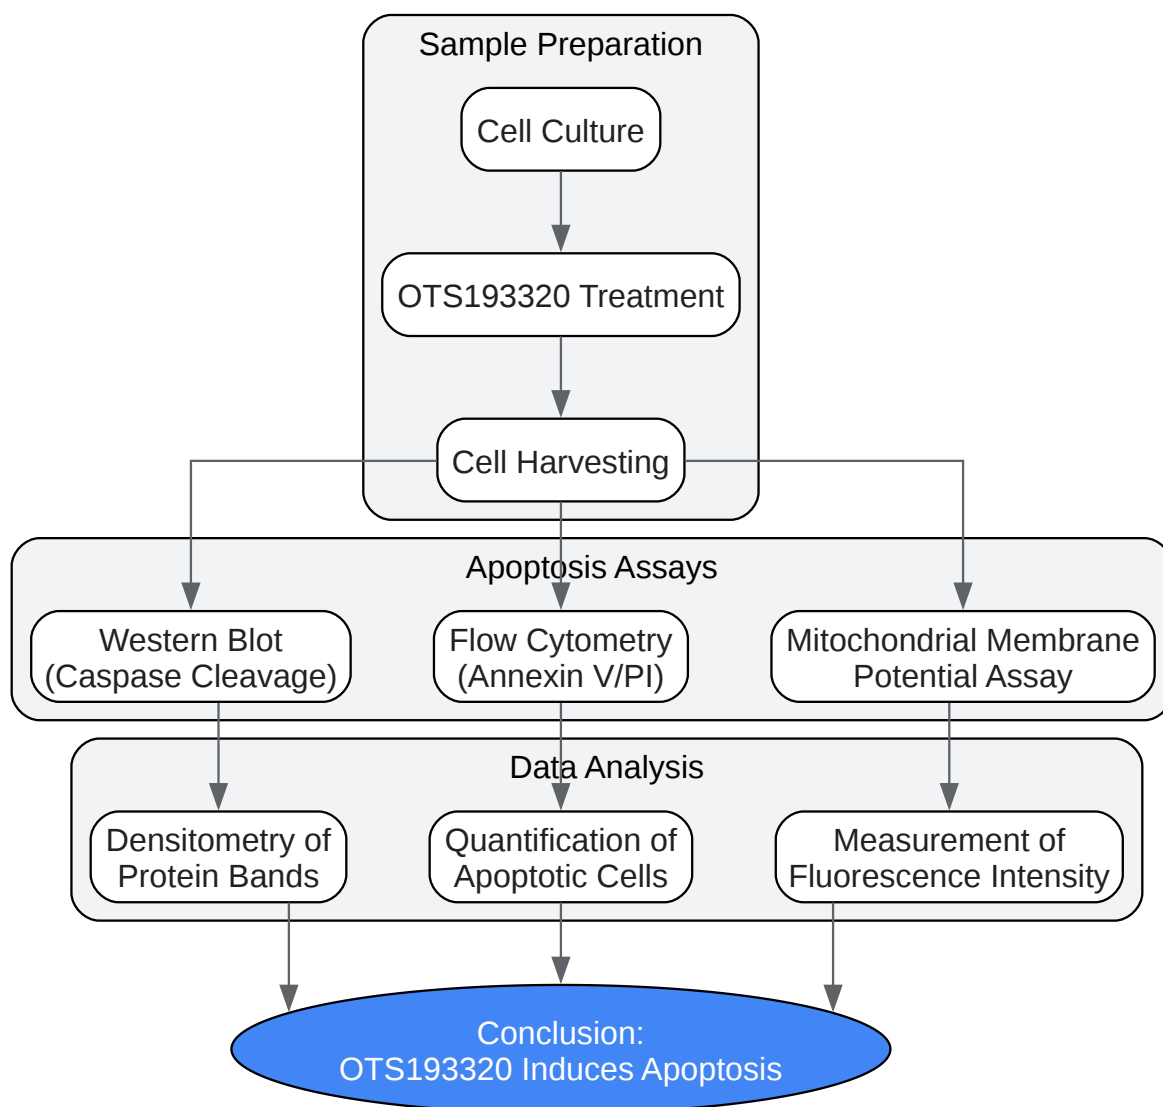 Sample Preparation
Cell Culture
OTS193320 Treatment
Cell Harvesting
Apoptosis Assays
Western Blot
(Caspase Cleavage)
Flow Cytometry
(Annexin V/PI)
Mitochondrial Membrane
Potential Assay
Data Analysis
Densitometry of
Protein Bands
Quantification of
Apoptotic Cells
Measurement of
Fluorescence Intensity
Conclusion:
OTS193320 Induces Apoptosis